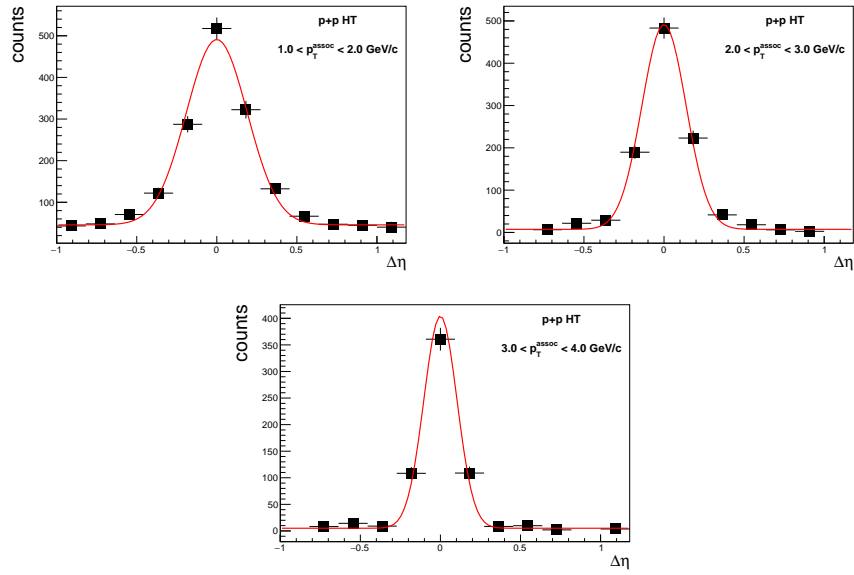 counts
p+p HT
1.0 < p_T^assoc < 2.0 GeV/c
500
400
300
200
100
−1 −0.5 0 0.5 1
Δη
counts
p+p HT
2.0 < p_T^assoc < 3.0 GeV/c
500
400
300
200
100
0
−1 −0.5 0 0.5 1
Δη
counts
p+p HT
3.0 < p_T^assoc < 4.0 GeV/c
400
350
300
250
200
150
100
50
0
−1 −0.5 0 0.5 1
Δη